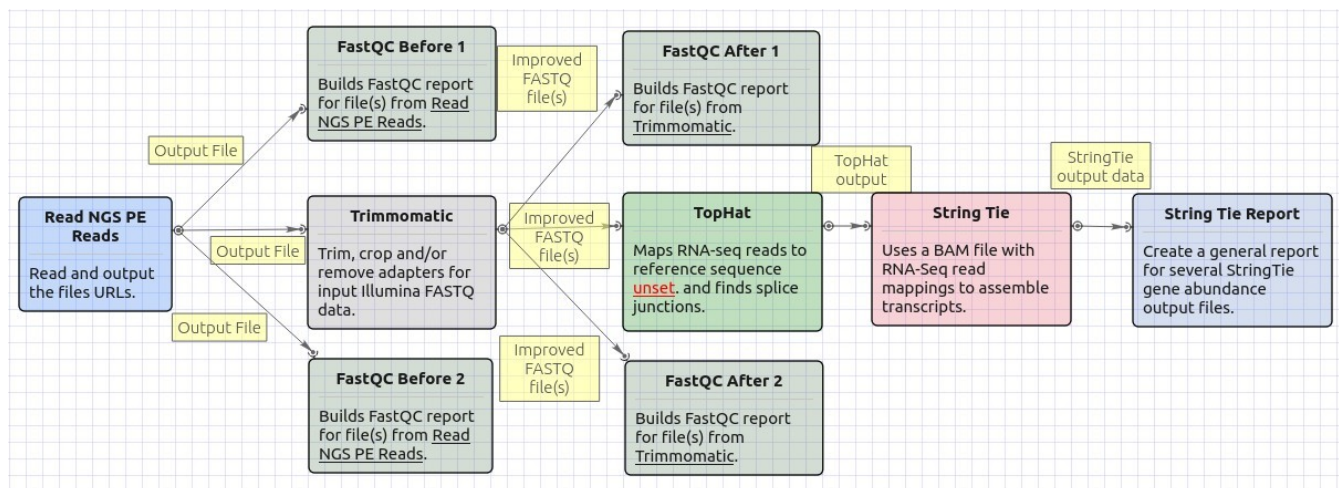 FastQC Before 1
Builds FastQC report
for file(s) from Read
NGS PE Reads.
Improved
FASTQ
file(s)
FastQC After 1
Builds FastQC report
for file(s) from
Trimmomatic.
Output File
TopHat
output
StringTie
output data
Read NGS PE
Reads
Read and output
the files URLs.
Output File
Trimmomatic
Trim, crop and/or
remove adapters for
input Illumina FASTQ
data.
Improved
FASTQ
file(s)
TopHat
Maps RNA-seq reads to
reference sequence
unset. and finds splice
junctions.
String Tie
Uses a BAM file with
RNA-Seq read
mappings to assemble
transcripts.
String Tie Report
Create a general report
for several StringTie
gene abundance
output files.
Output File
FastQC Before 2
Builds FastQC report
for file(s) from Read
NGS PE Reads.
Improved
FASTQ
file(s)
FastQC After 2
Builds FastQC report
for file(s) from
Trimmomatic.